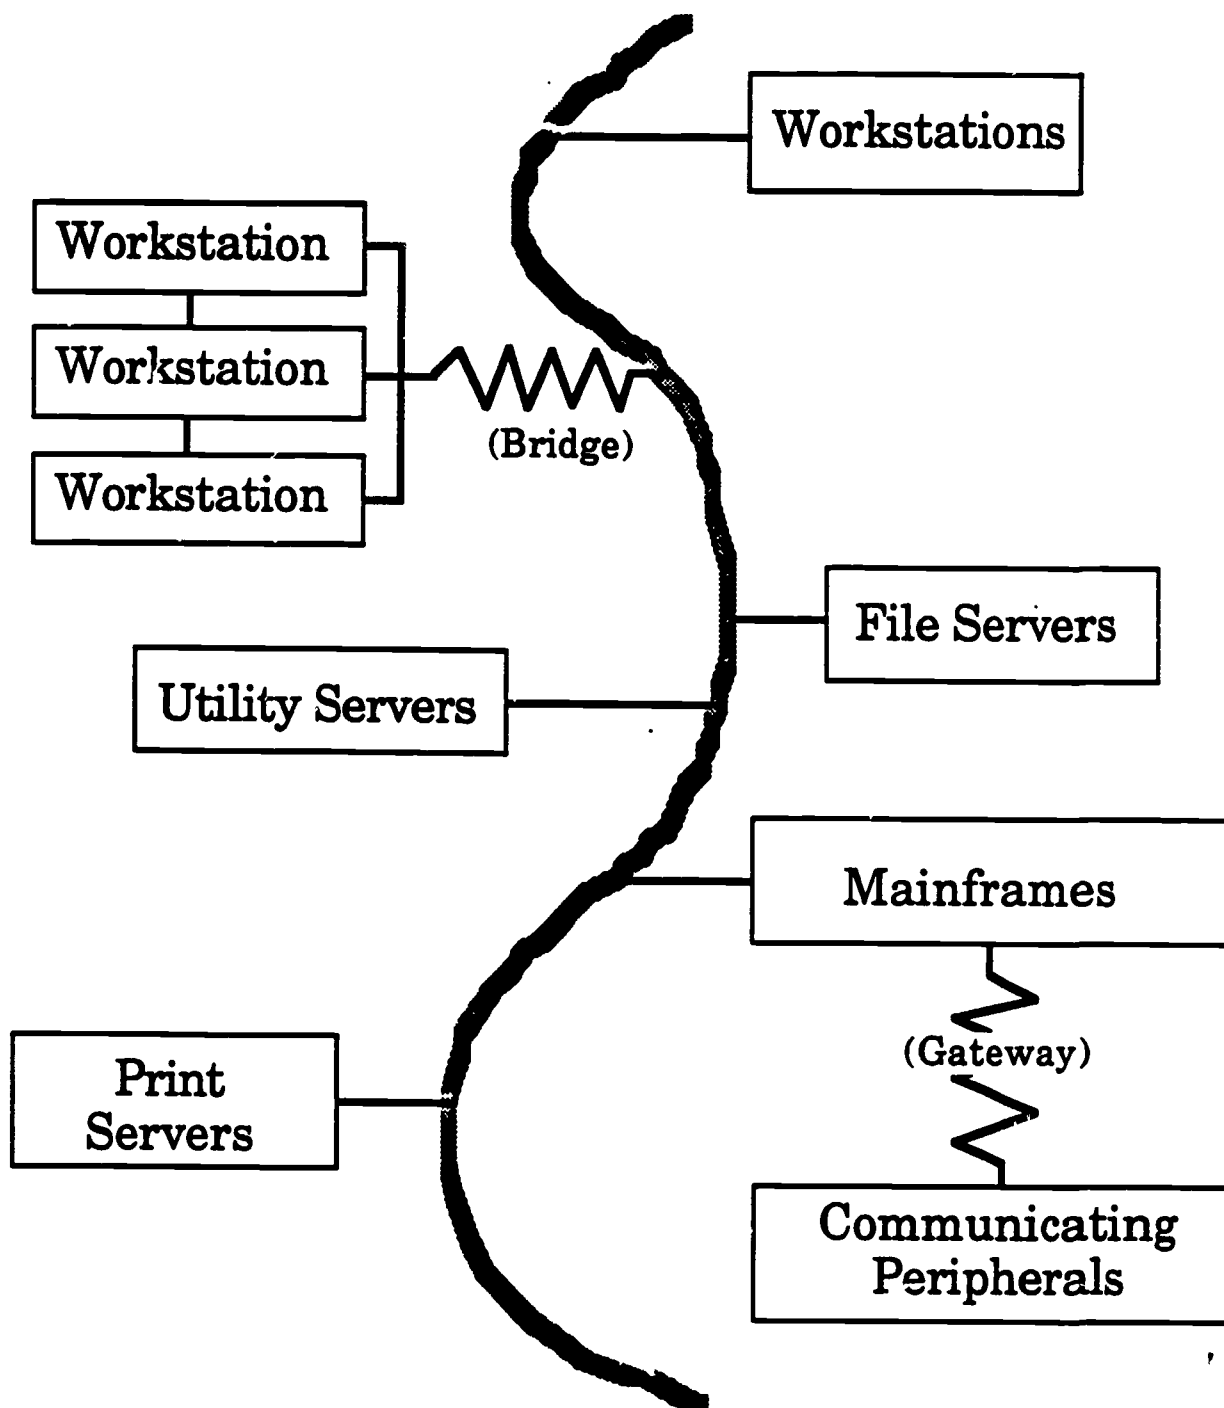 Workstations
Workstation
Workstation
Workstation
(Bridge)
File Servers
Utility Servers
Mainframes
(Gateway)
Print
Servers
Communicating
Peripherals